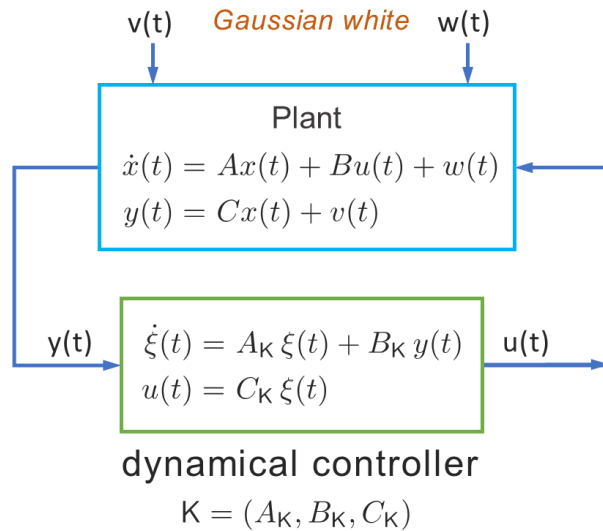 v(t) Gaussian white w(t)
Plant
ẋ(t) = Ax(t) + Bu(t) + w(t)
y(t) = Cx(t) + v(t)
y(t)
ξ̇(t) = A_K ξ(t) + B_K y(t)
u(t) = C_K ξ(t)
u(t)
dynamical controller
K = (A_K, B_K, C_K)